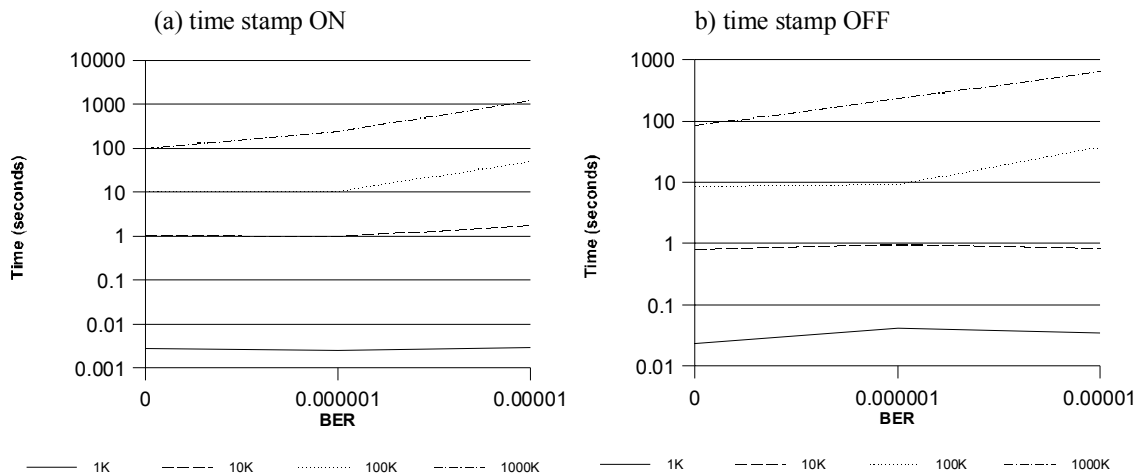 (a) time stamp ON
10000
1000
100
10
1
0.1
0.01
0.001
Time (seconds)
0 0.000001 0.00001
BER
1K 10K 100K 1000K
b) time stamp OFF
1000
100
10
1
0.1
0.01
Time (seconds)
0 0.000001 0.00001
BER
1K 10K 100K 1000K